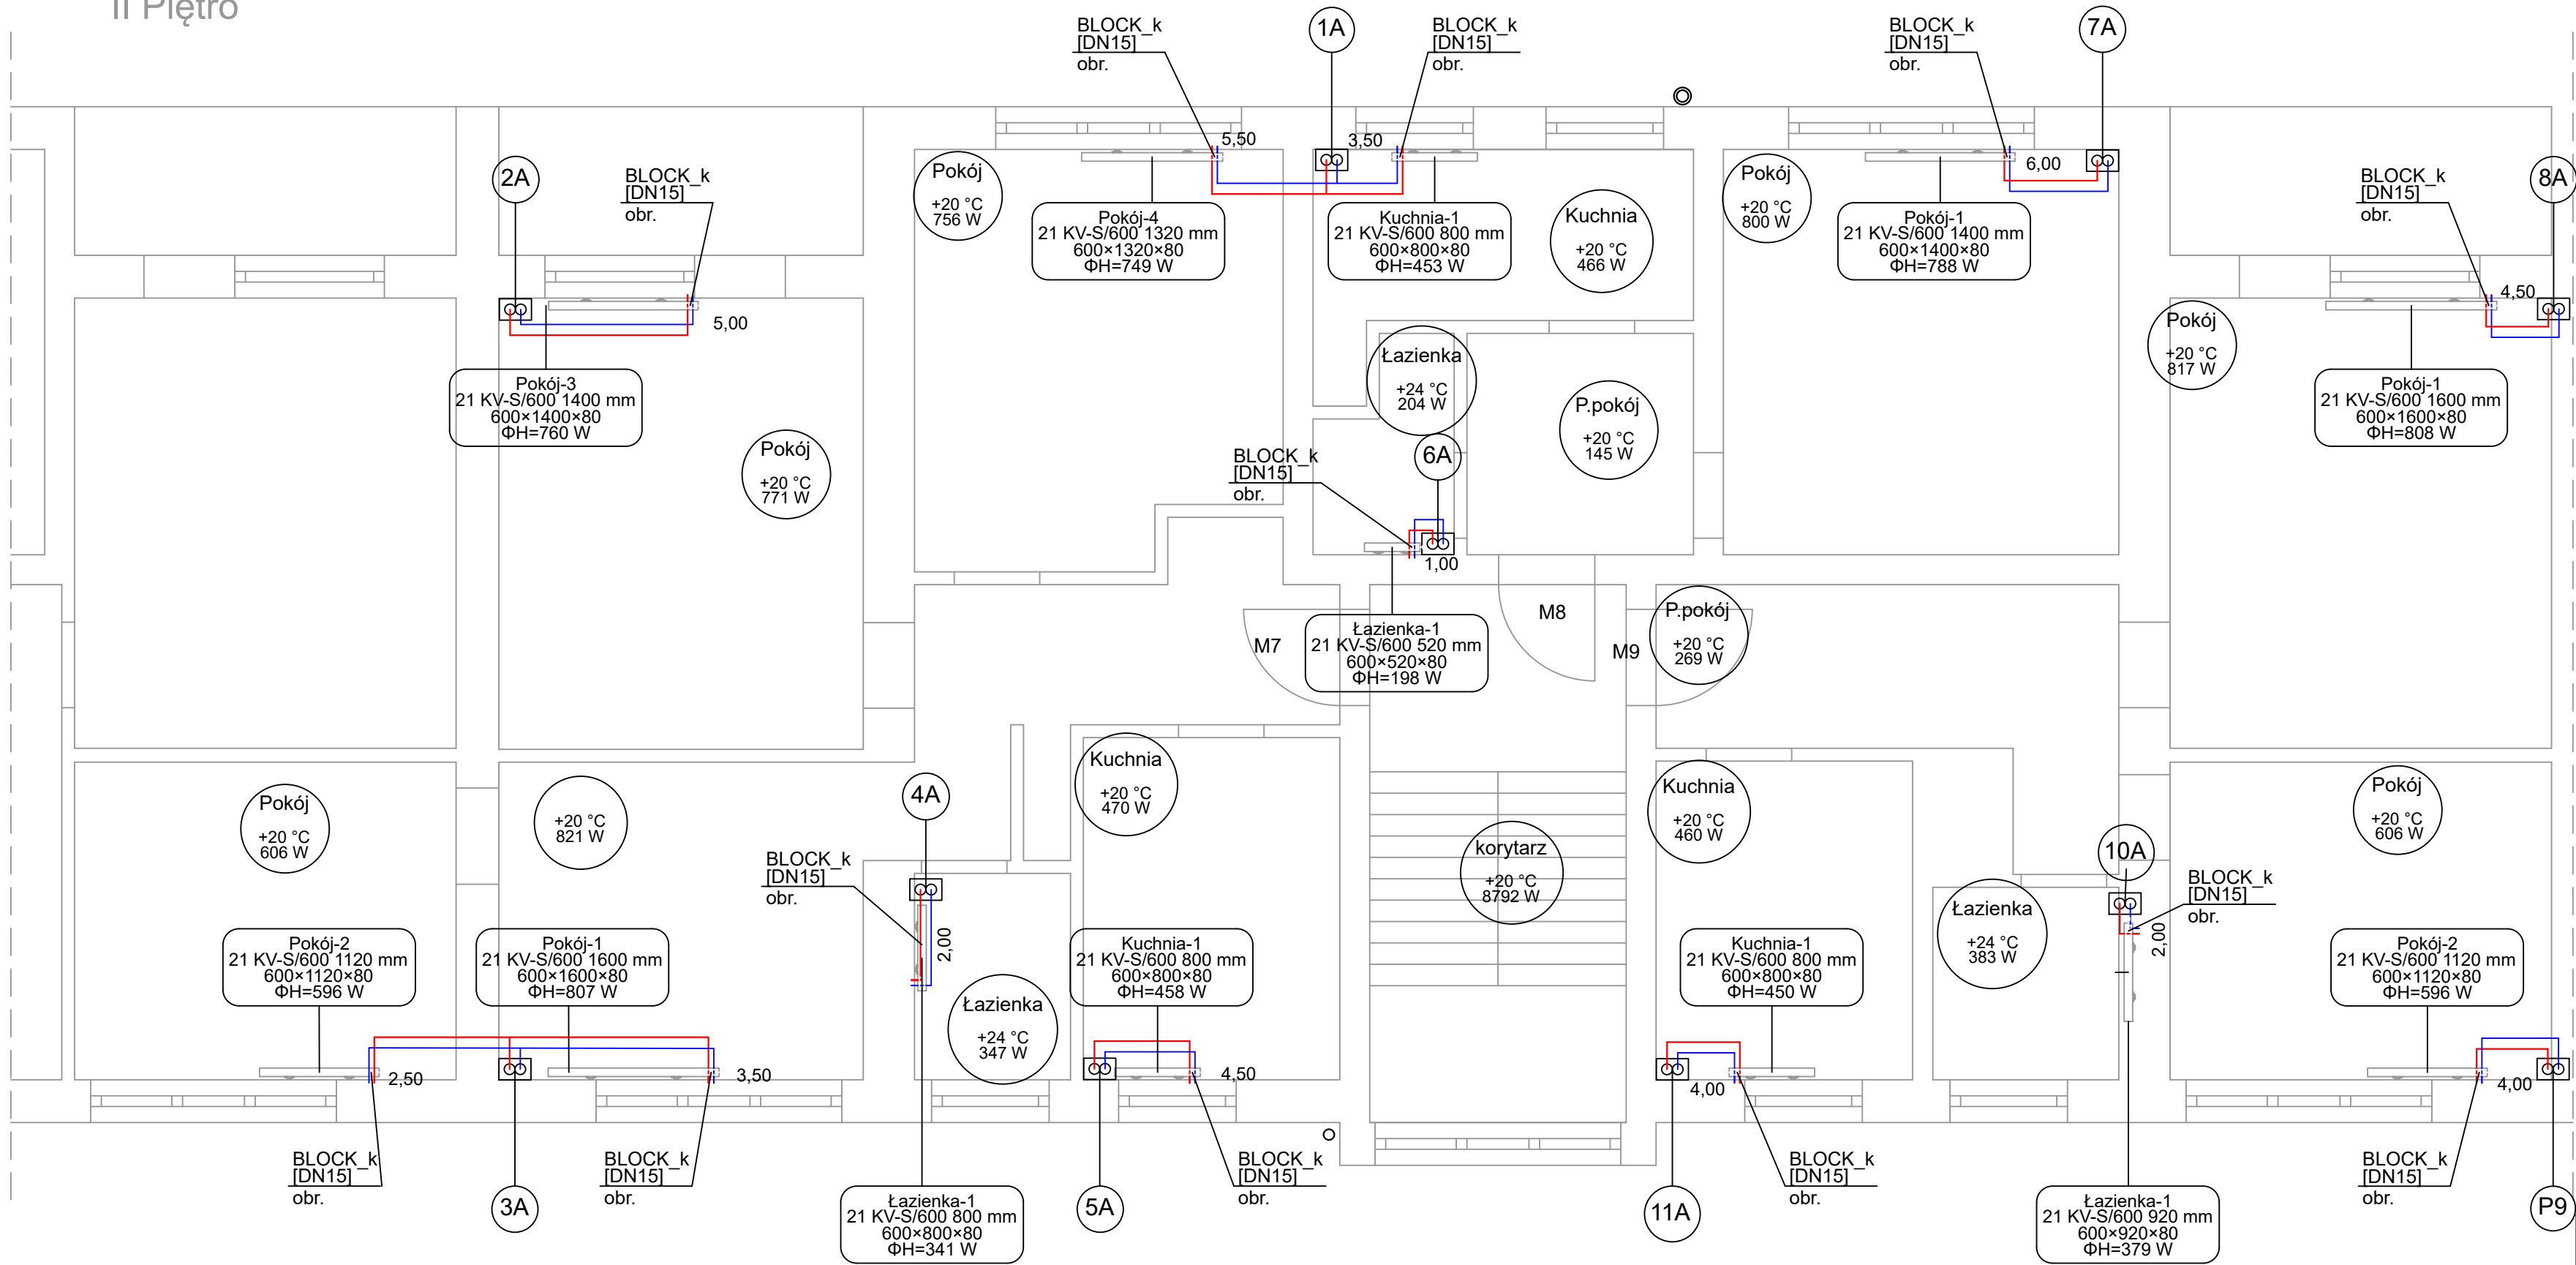 II Piętro
BLOCK_k
[DN15]
obr.
1A
BLOCK_k
[DN15]
obr.
BLOCK_k
[DN15]
obr.
7A
5,50
3,50
6,00
2A
BLOCK_k
[DN15]
obr.
Pokój
+20 °C
756 W
Pokój-4
21 KV-S/600 1320 mm
600×1320×80
ΦH=749 W
Kuchnia-1
21 KV-S/600 800 mm
600×800×80
ΦH=453 W
Kuchnia
+20 °C
466 W
Pokój
+20 °C
800 W
Pokój-1
21 KV-S/600 1400 mm
600×1400×80
ΦH=788 W
BLOCK_k
[DN15]
obr.
8A
4,50
5,00
Pokój-3
21 KV-S/600 1400 mm
600×1400×80
ΦH=760 W
Pokój
+20 °C
771 W
Łazienka
+24 °C
204 W
P.pokój
+20 °C
145 W
Pokój
+20 °C
817 W
Pokój-1
21 KV-S/600 1600 mm
600×1600×80
ΦH=808 W
BLOCK_k
[DN15]
obr.
6A
1,00
M7
Łazienka-1
21 KV-S/600 520 mm
600×520×80
ΦH=198 W
M8
M9
P.pokój
+20 °C
269 W
Pokój
+20 °C
606 W
+20 °C
821 W
4A
BLOCK_k
[DN15]
obr.
Kuchnia
+20 °C
470 W
korytarz
+20 °C
8792 W
Kuchnia
+20 °C
460 W
10A
BLOCK_k
[DN15]
obr.
Pokój
+20 °C
606 W
Pokój-2
21 KV-S/600 1120 mm
600×1120×80
ΦH=596 W
Pokój-1
21 KV-S/600 1600 mm
600×1600×80
ΦH=807 W
2,00
Łazienka
+24 °C
347 W
Kuchnia-1
21 KV-S/600 800 mm
600×800×80
ΦH=458 W
Kuchnia-1
21 KV-S/600 800 mm
600×800×80
ΦH=450 W
Łazienka
+24 °C
383 W
2,00
Pokój-2
21 KV-S/600 1120 mm
600×1120×80
ΦH=596 W
2,50
3,50
4,50
4,00
4,00
BLOCK_k
[DN15]
obr.
3A
BLOCK_k
[DN15]
obr.
Łazienka-1
21 KV-S/600 800 mm
600×800×80
ΦH=341 W
5A
BLOCK_k
[DN15]
obr.
11A
BLOCK_k
[DN15]
obr.
Łazienka-1
21 KV-S/600 920 mm
600×920×80
ΦH=379 W
BLOCK_k
[DN15]
obr.
P9